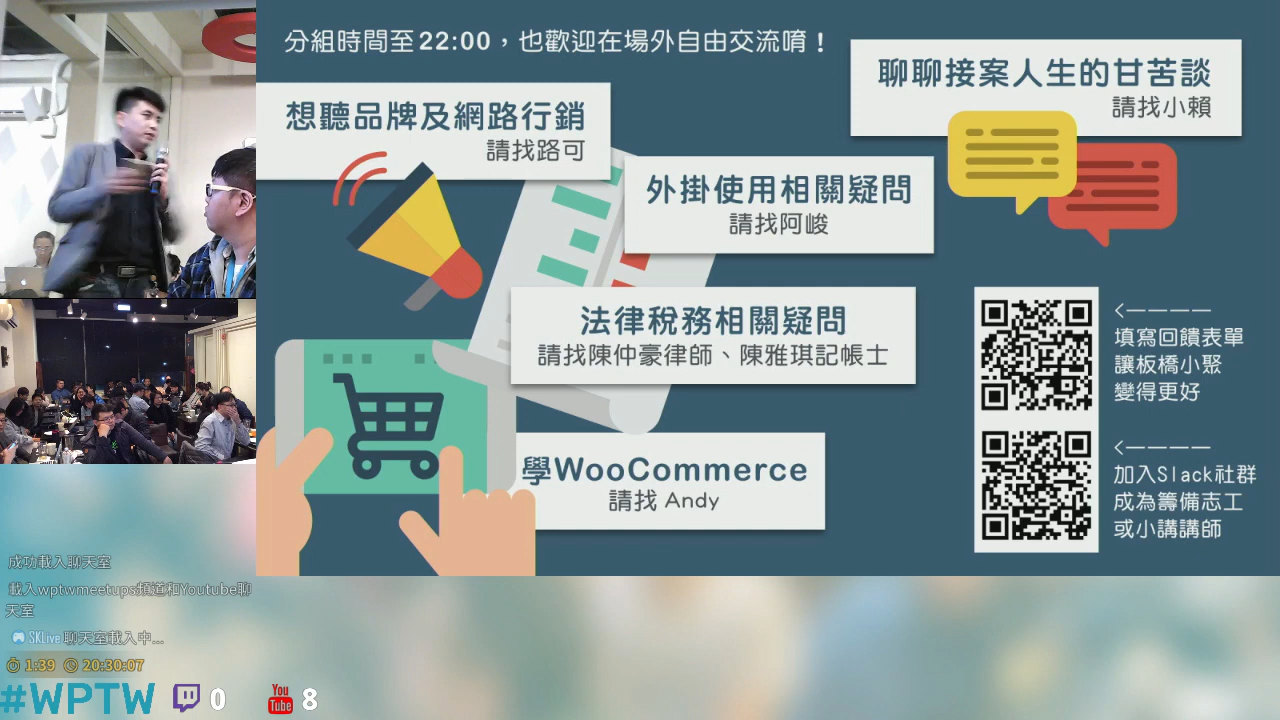 分組時間至22:00，也歡迎在場外自由交流唷！
聊聊接案人生的甘苦談
請找小賴
想聽品牌及網路行銷
請找路可
外掛使用相關疑問
請找阿峻
法律稅務相關疑問
請找陳仲豪律師、陳雅琪記帳士
學WooCommerce
請找 Andy
<————
填寫回饋表單
讓板橋小聚
變得更好
<————
加入Slack社群
成為籌備志工
或小講講師
成功載入聊天室
載入wptwmeetups頻道和Youtube聊
天室
SKLive 聊天室載入中...
1:39 20:30:07
#WPTW 0 You Tube 8